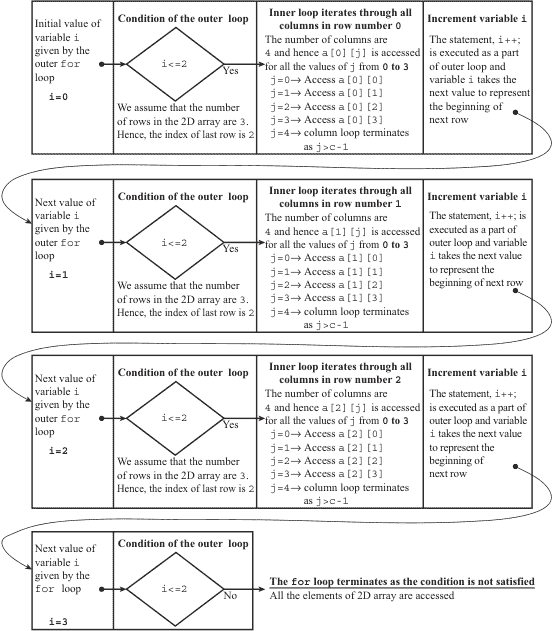 Initial value of
variable i
given by the
outer for
loop
i=0
Condition of the outer loop
i<=2
Yes
We assume that the number
of rows in the 2D array are 3.
Hence, the index of last row is 2
Inner loop iterates through all
columns in row number 0
The number of columns are
4 and hence a[0][j] is accessed
for all the values of j from 0 to 3
j=0→ Access a[0][0]
j=1→ Access a[0][1]
j=2→ Access a[0][2]
j=3→ Access a[0][3]
j=4→ column loop terminates
as j>c-1
Increment variable i
The statement, i++;
is executed as a part
of outer loop and
variable i takes the
next value to represent
the beginning of
next row
Next value of
variable i
given by the
outer for
loop
i=1
Condition of the outer loop
i<=2
Yes
We assume that the number
of rows in the 2D array are 3.
Hence, the index of last row is 2
Inner loop iterates through all
columns in row number 1
The number of columns are
4 and hence a[1][j] is accessed
for all the values of j from 0 to 3
j=0→ Access a[1][0]
j=1→ Access a[1][1]
j=2→ Access a[1][2]
j=3→ Access a[1][3]
j=4→ column loop terminates
as j>c-1
Increment variable i
The statement, i++; is
executed as a part of
outer loop and variable
i takes the next value
to represent the
beginning of next row
Next value of
variable i
given by the
outer for
loop
i=2
Condition of the outer loop
i<=2
Yes
We assume that the number
of rows in the 2D array are 3.
Hence, the index of last row is 2
Inner loop iterates through all
columns in row number 2
The number of columns are
4 and hence a[2][j] is accessed
for all the values of j from 0 to 3
j=0→ Access a[2][0]
j=1→ Access a[2][1]
j=2→ Access a[2][2]
j=3→ Access a[2][3]
j=4→ column loop terminates
as j>c-1
Increment variable i
The statement, i++;
is executed as a part of
outer loop and variable
i takes the next value
to represent the
beginning of
next row
Next value of
variable i
given by the
for loop
i=3
Condition of the outer loop
i<=2
No
The for loop terminates as the condition is not satisfied
All the elements of 2D array are accessed